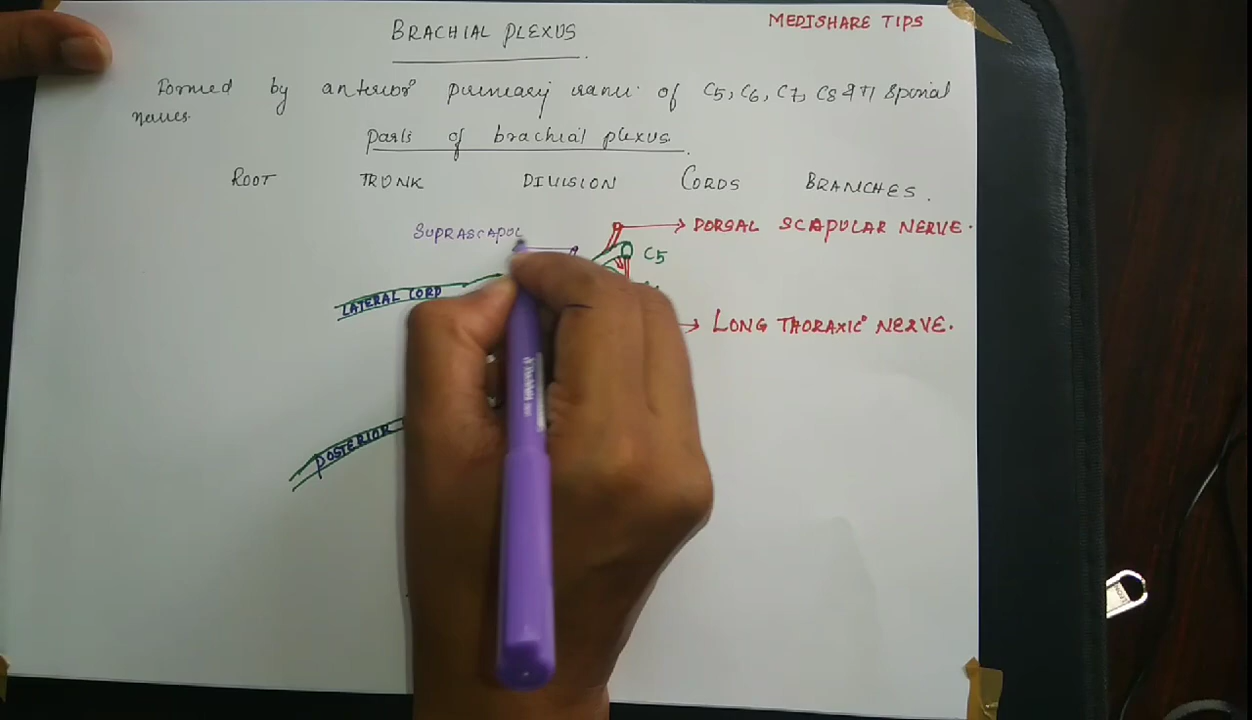 BRACHIAL PLEXUS
MEDISHARE TIPS
Formed by anterior primary rami of C5, C6, C7, C8 & T1 Spinal
nerves.
Parts of brachial plexus.
ROOT TRUNK DIVISION CORDS BRANCHES.
SUPRASCAPUL
DORSAL SCAPULAR NERVE.
C5
LATERAL CORD
LONG THORAXIC NERVE.
POSTERIOR